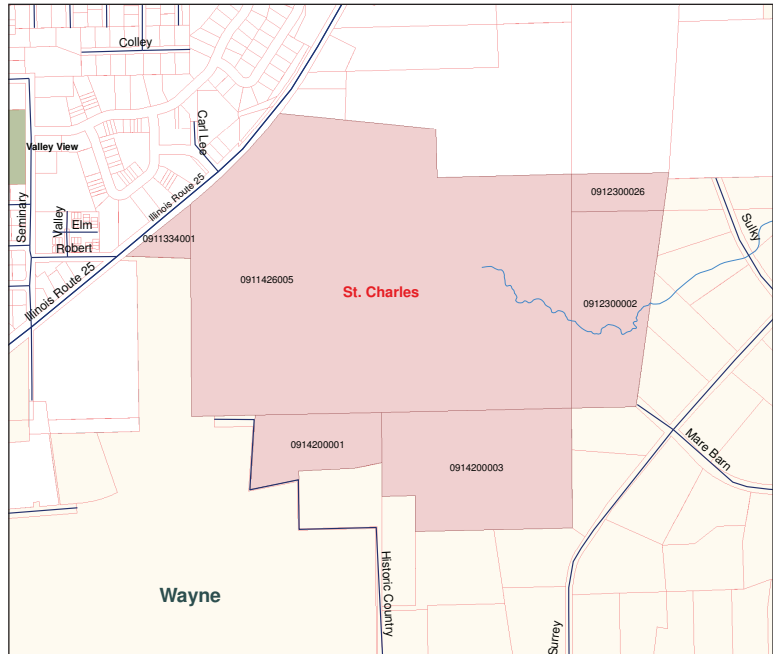 Colley
Carl Lee
Valley View
Illinois Route 25
0912300026
Seminary
Valley
Elm
Sulky
0911334001
Robert
0911426005
St. Charles
Illinois Route 25
0912300002
0914200001
Mare Barn
0914200003
Wayne
Historic Country
Surrey